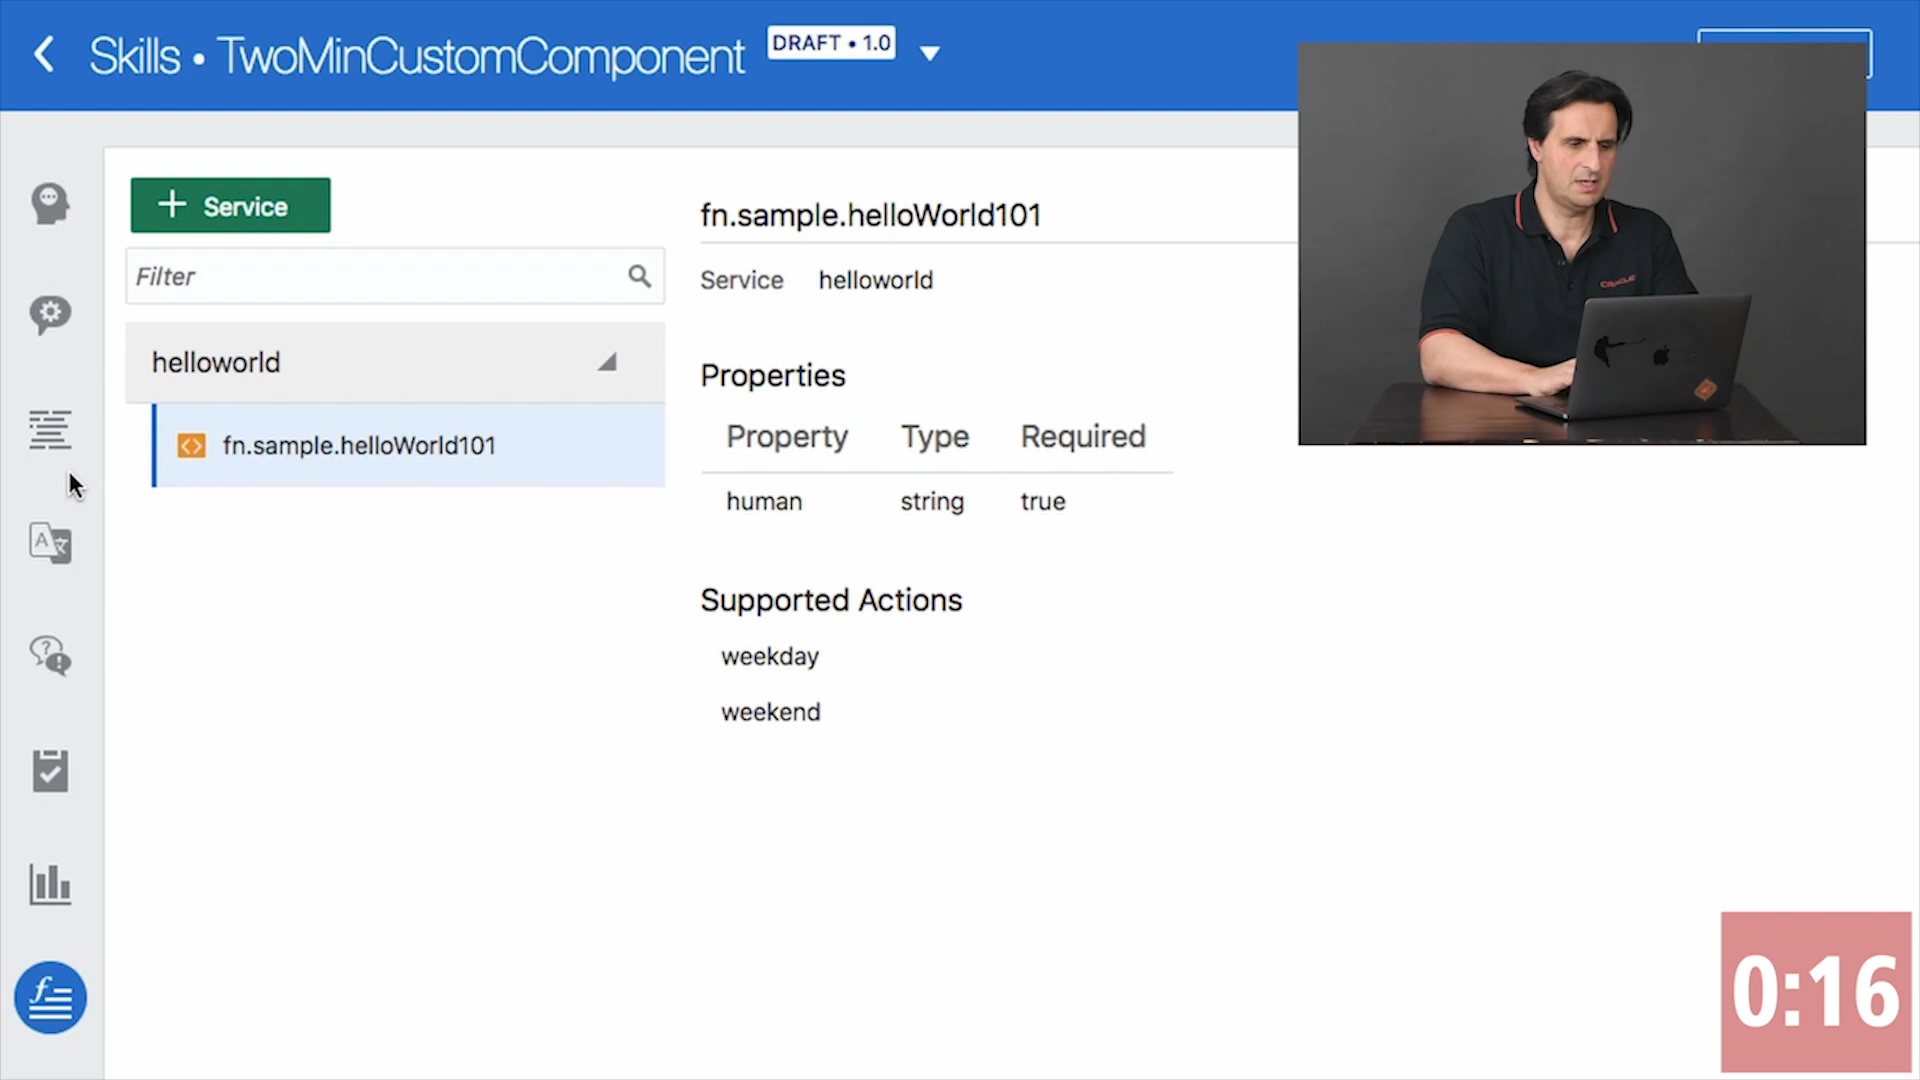 Skills • TwoMinCustomComponent DRAFT • 1.0
+ Service
Filter
helloworld
fn.sample.helloWorld101
fn.sample.helloWorld101
Service helloworld
Properties
Property Type Required
human string true
Supported Actions
weekday
weekend
ORACLE
0:16